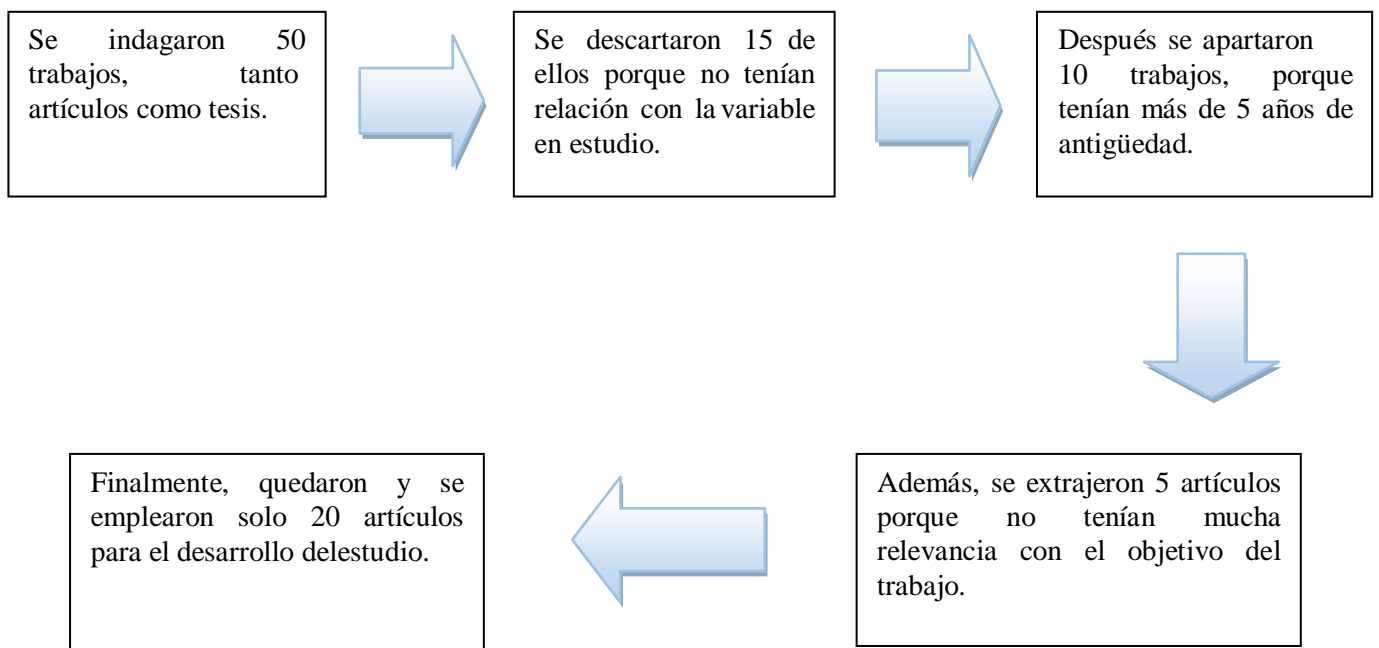 Se indagaron 50
trabajos, tanto
artículos como tesis.
Se descartaron 15 de
ellos porque no tenían
relación con la variable
en estudio.
Después se apartaron
10 trabajos, porque
tenían más de 5 años de
antigüedad.
Además, se extrajeron 5 artículos
porque no tenían mucha
relevancia con el objetivo del
trabajo.
Finalmente, quedaron y se
emplearon solo 20 artículos
para el desarrollo delestudio.